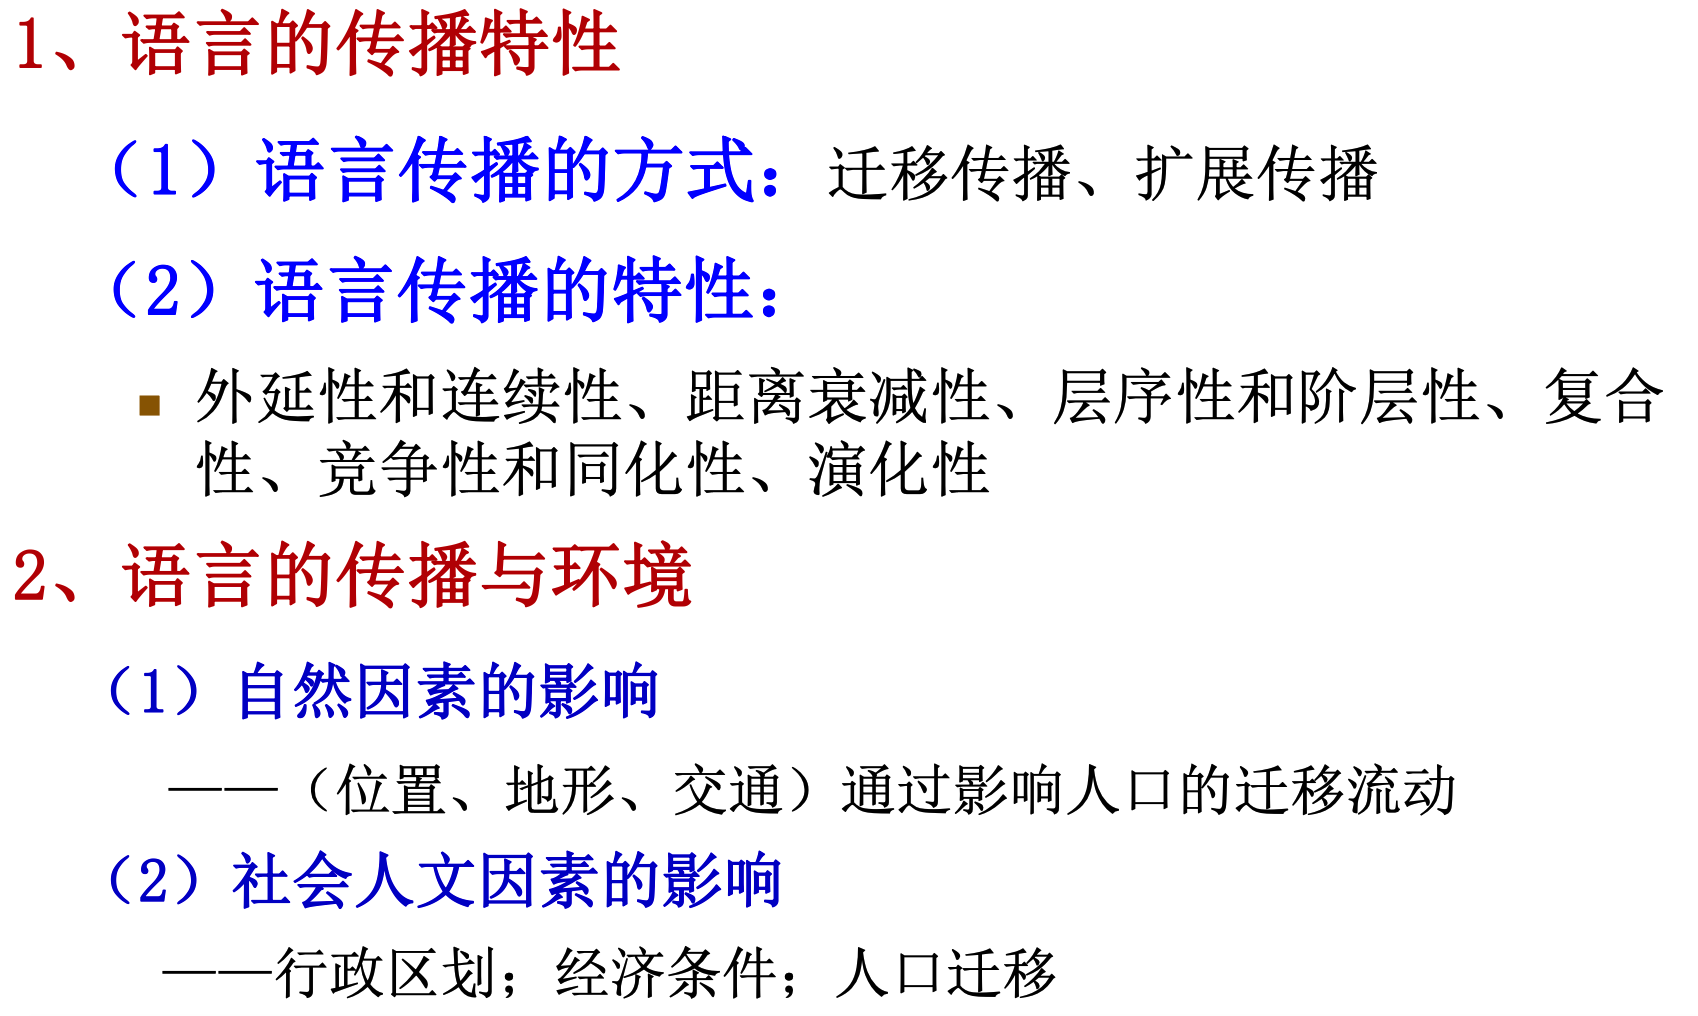 1、语言的传播特性
（1）语言传播的方式：迁移传播、扩展传播
（2）语言传播的特性：
▪ 外延性和连续性、距离衰减性、层序性和阶层性、复合
性、竞争性和同化性、演化性
2、语言的传播与环境
（1）自然因素的影响
——（位置、地形、交通）通过影响人口的迁移流动
（2）社会人文因素的影响
——行政区划；经济条件；人口迁移